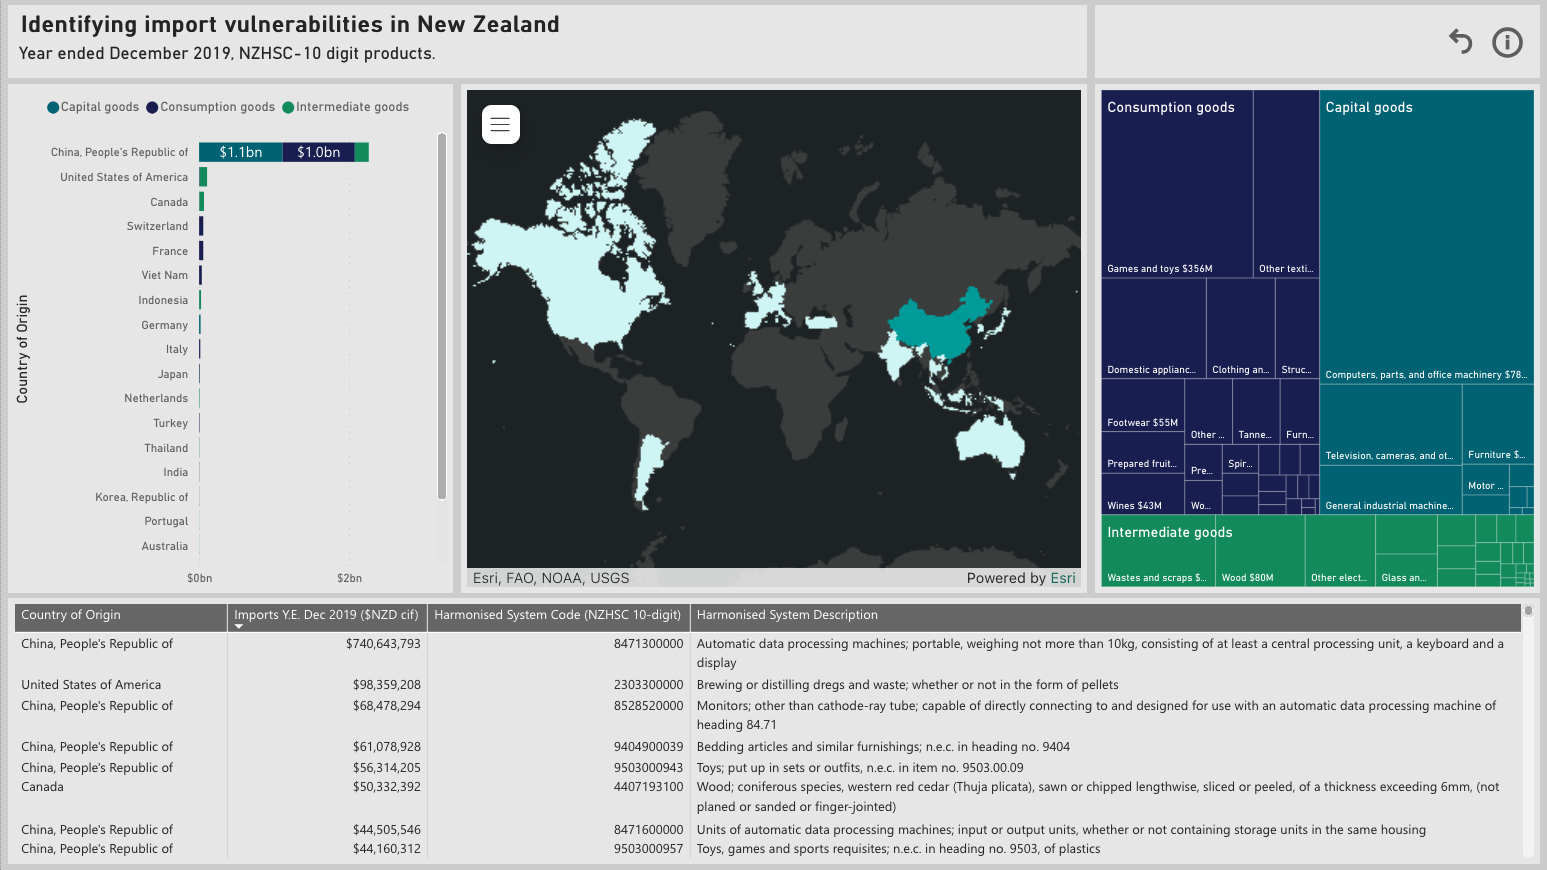 Identifying import vulnerabilities in New Zealand
Year ended December 2019, NZHSC-10 digit products.
Capital goods
Consumption goods
Intermediate goods
Country of Origin
China, People's Republic of
$1.1bn
$1.0bn
United States of America
Canada
Switzerland
France
Viet Nam
Indonesia
Germany
Italy
Japan
Netherlands
Turkey
Thailand
India
Korea, Republic of
Portugal
Australia
$0bn
$2bn
Esri, FAO, NOAA, USGS
Powered by Esri
Consumption goods
Games and toys $356M
Other texti...
Domestic applianc...
Clothing an...
Struc...
Footwear $55M
Other ...
Tanne...
Furn...
Prepared fruit...
Pre...
Spir...
Wines $43M
Wo...
Capital goods
Computers, parts, and office machinery $78...
Television, cameras, and ot...
Furniture $...
Motor ...
General industrial machine...
Intermediate goods
Wastes and scraps $...
Wood $80M
Other elect...
Glass an...
Country of Origin
Imports Y.E. Dec 2019 ($NZD cif)
Harmonised System Code (NZHSC 10-digit)
Harmonised System Description
China, People's Republic of
$740,643,793
8471300000
Automatic data processing machines; portable, weighing not more than 10kg, consisting of at least a central processing unit, a keyboard and a
display
United States of America
$98,359,208
2303300000
Brewing or distilling dregs and waste; whether or not in the form of pellets
China, People's Republic of
$68,478,294
8528520000
Monitors; other than cathode-ray tube; capable of directly connecting to and designed for use with an automatic data processing machine of
heading 84.71
China, People's Republic of
$61,078,928
9404900039
Bedding articles and similar furnishings; n.e.c. in heading no. 9404
China, People's Republic of
$56,314,205
9503000943
Toys; put up in sets or outfits, n.e.c. in item no. 9503.00.09
Canada
$50,332,392
4407193100
Wood; coniferous species, western red cedar (Thuja plicata), sawn or chipped lengthwise, sliced or peeled, of a thickness exceeding 6mm, (not
planed or sanded or finger-jointed)
China, People's Republic of
$44,505,546
8471600000
Units of automatic data processing machines; input or output units, whether or not containing storage units in the same housing
China, People's Republic of
$44,160,312
9503000957
Toys, games and sports requisites; n.e.c. in heading no. 9503, of plastics